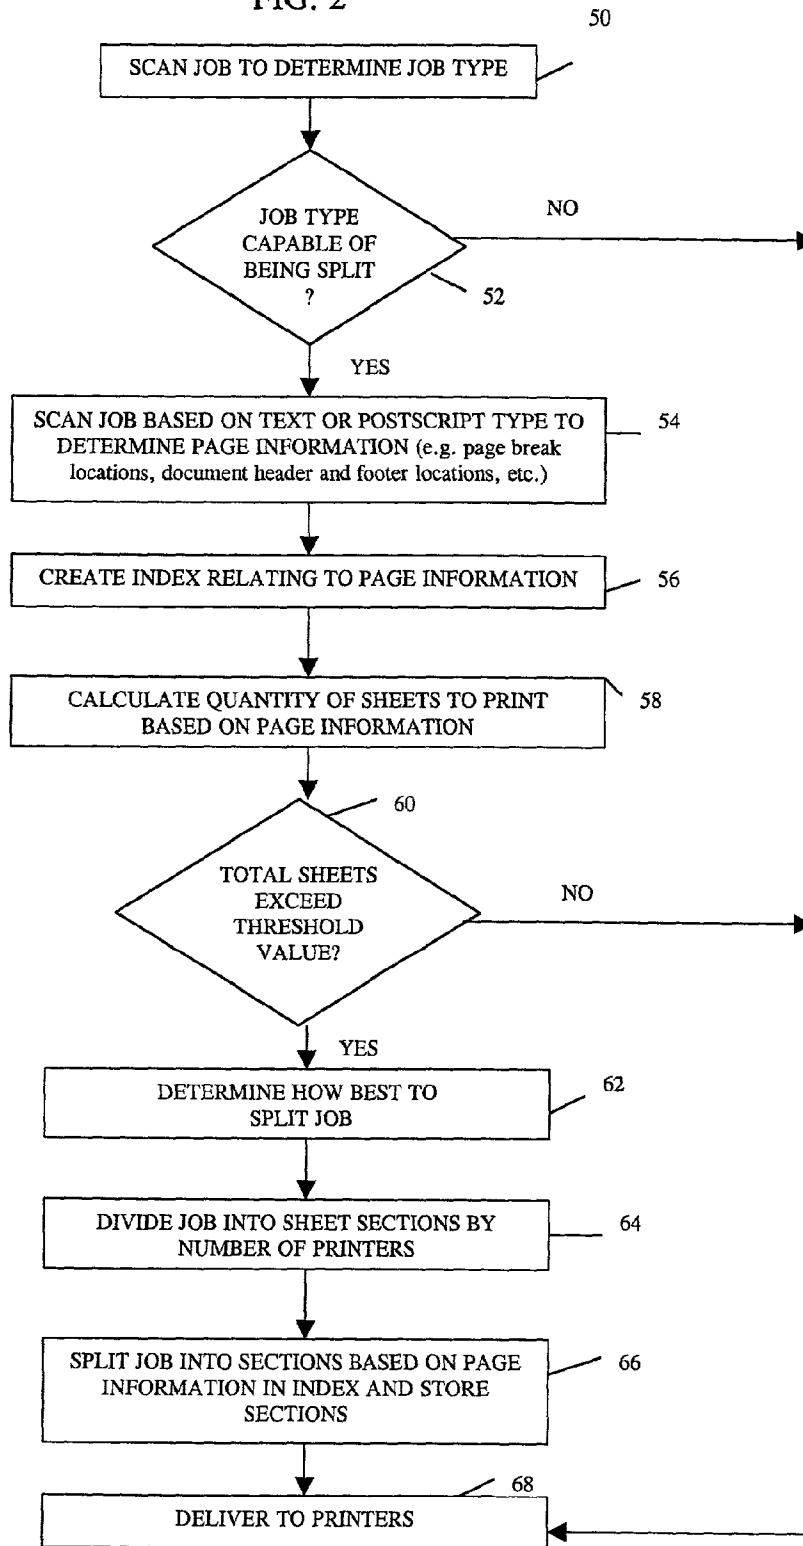 FIG. 2
50
SCAN JOB TO DETERMINE JOB TYPE
JOB TYPE
CAPABLE OF
BEING SPLIT
?
NO
52
YES
SCAN JOB BASED ON TEXT OR POSTSCRIPT TYPE TO
DETERMINE PAGE INFORMATION (e.g. page break
locations, document header and footer locations, etc.)
54
CREATE INDEX RELATING TO PAGE INFORMATION
56
CALCULATE QUANTITY OF SHEETS TO PRINT
BASED ON PAGE INFORMATION
58
60
TOTAL SHEETS
EXCEED
THRESHOLD
VALUE?
NO
YES
DETERMINE HOW BEST TO
SPLIT JOB
62
DIVIDE JOB INTO SHEET SECTIONS BY
NUMBER OF PRINTERS
64
SPLIT JOB INTO SECTIONS BASED ON PAGE
INFORMATION IN INDEX AND STORE
SECTIONS
66
68
DELIVER TO PRINTERS